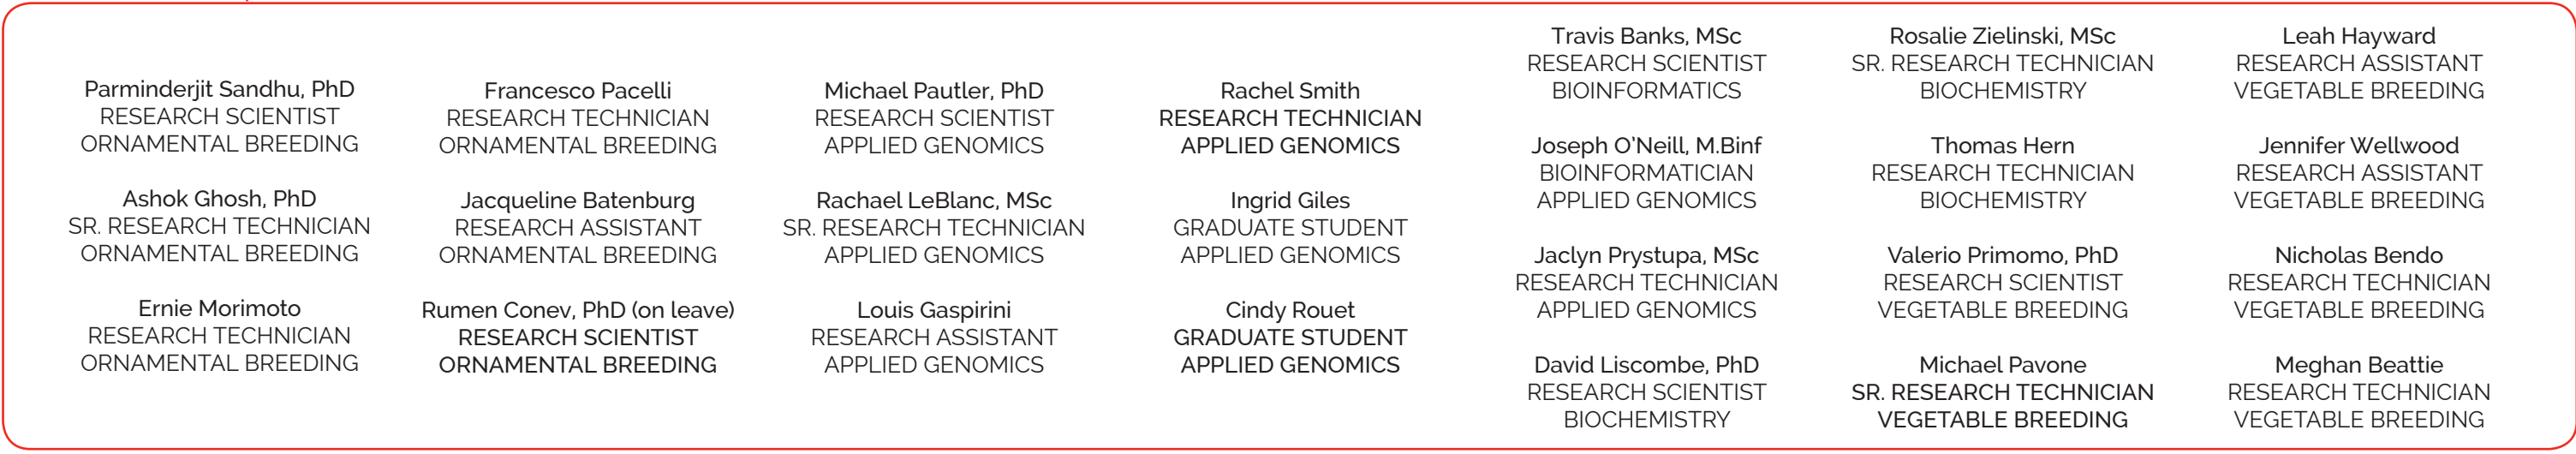 Parminderjit Sandhu, PhD
RESEARCH SCIENTIST
ORNAMENTAL BREEDING
Ashok Ghosh, PhD
SR. RESEARCH TECHNICIAN
ORNAMENTAL BREEDING
Ernie Morimoto
RESEARCH TECHNICIAN
ORNAMENTAL BREEDING
Francesco Pacelli
RESEARCH TECHNICIAN
ORNAMENTAL BREEDING
Jacqueline Batenburg
RESEARCH ASSISTANT
ORNAMENTAL BREEDING
Rumen Conev, PhD (on leave)
RESEARCH SCIENTIST
ORNAMENTAL BREEDING
Michael Pautler, PhD
RESEARCH SCIENTIST
APPLIED GENOMICS
Rachael LeBlanc, MSc
SR. RESEARCH TECHNICIAN
APPLIED GENOMICS
Louis Gaspirini
RESEARCH ASSISTANT
APPLIED GENOMICS
Rachel Smith
RESEARCH TECHNICIAN
APPLIED GENOMICS
Ingrid Giles
GRADUATE STUDENT
APPLIED GENOMICS
Cindy Rouet
GRADUATE STUDENT
APPLIED GENOMICS
Travis Banks, MSc
RESEARCH SCIENTIST
BIOINFORMATICS
Joseph O'Neill, M.Binf
BIOINFORMATICIAN
APPLIED GENOMICS
Jaclyn Prystupa, MSc
RESEARCH TECHNICIAN
APPLIED GENOMICS
David Liscombe, PhD
RESEARCH SCIENTIST
BIOCHEMISTRY
Rosalie Zielinski, MSc
SR. RESEARCH TECHNICIAN
BIOCHEMISTRY
Thomas Hern
RESEARCH TECHNICIAN
BIOCHEMISTRY
Valerio Primomo, PhD
RESEARCH SCIENTIST
VEGETABLE BREEDING
Michael Pavone
SR. RESEARCH TECHNICIAN
VEGETABLE BREEDING
Leah Hayward
RESEARCH ASSISTANT
VEGETABLE BREEDING
Jennifer Wellwood
RESEARCH ASSISTANT
VEGETABLE BREEDING
Nicholas Bendo
RESEARCH TECHNICIAN
VEGETABLE BREEDING
Meghan Beattie
RESEARCH TECHNICIAN
VEGETABLE BREEDING